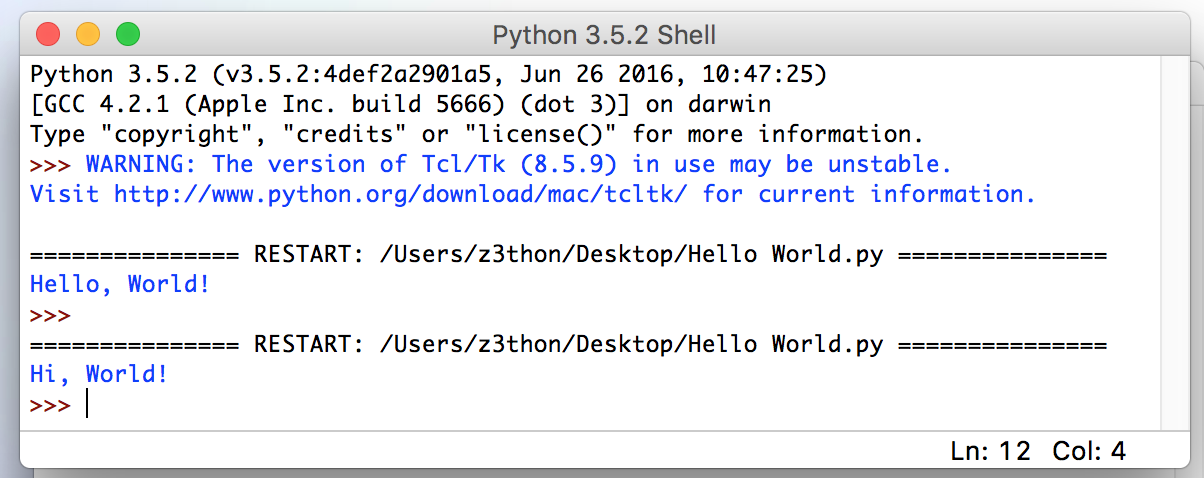 Python 3.5.2 Shell
Python 3.5.2 (v3.5.2:4def2a2901a5, Jun 26 2016, 10:47:25)
[GCC 4.2.1 (Apple Inc. build 5666) (dot 3)] on darwin
Type "copyright", "credits" or "license()" for more information.
>>> WARNING: The version of Tcl/Tk (8.5.9) in use may be unstable.
Visit http://www.python.org/download/mac/tcltk/ for current information.

=============== RESTART: /Users/z3thon/Desktop/Hello World.py ===============
Hello, World!
>>>
=============== RESTART: /Users/z3thon/Desktop/Hello World.py ===============
Hi, World!
>>>
Ln: 12 Col: 4